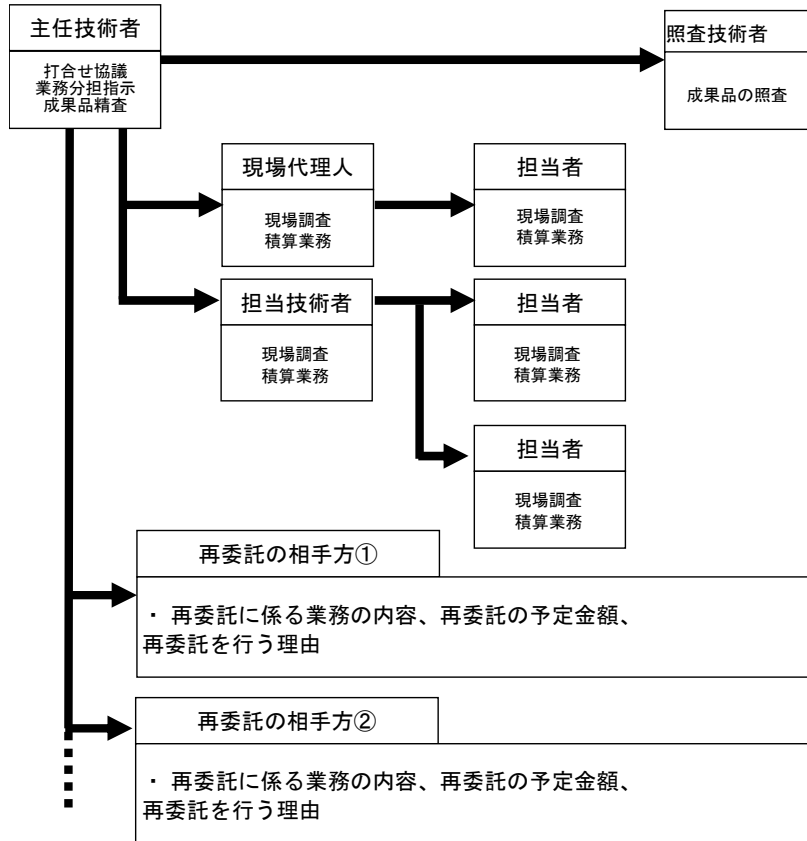 主任技術者
打合せ協議
業務分担指示
成果品精査
照査技術者
成果品の照査
現場代理人
現場調査
積算業務
担当者
現場調査
積算業務
担当技術者
現場調査
積算業務
担当者
現場調査
積算業務
担当者
現場調査
積算業務
再委託の相手方①
・ 再委託に係る業務の内容、再委託の予定金額、
再委託を行う理由
再委託の相手方②
・ 再委託に係る業務の内容、再委託の予定金額、
再委託を行う理由